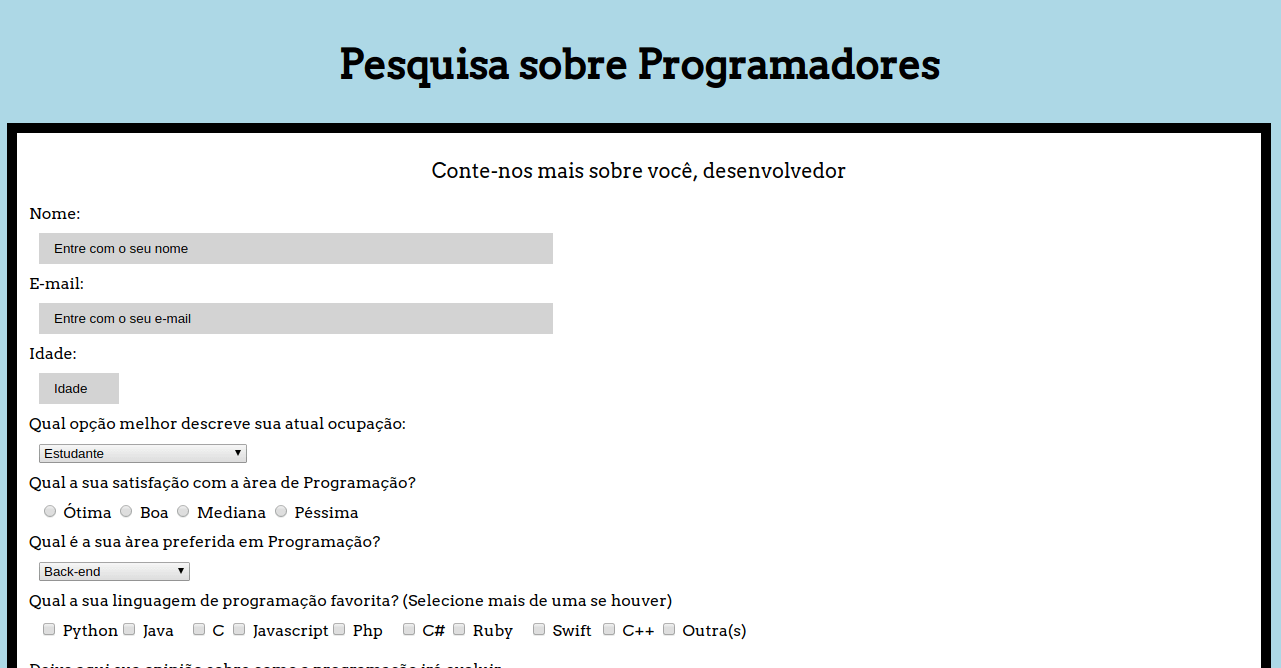 Pesquisa sobre Programadores
Conte-nos mais sobre você, desenvolvedor
Nome:
Entre com o seu nome
E-mail:
Entre com o seu e-mail
Idade:
Idade
Qual opção melhor descreve sua atual ocupação:
Estudante
Qual a sua satisfação com a àrea de Programação?
Ótima Boa Mediana Péssima
Qual é a sua àrea preferida em Programação?
Back-end
Qual a sua linguagem de programação favorita? (Selecione mais de uma se houver)
Python Java C Javascript Php C# Ruby Swift C++ Outra(s)